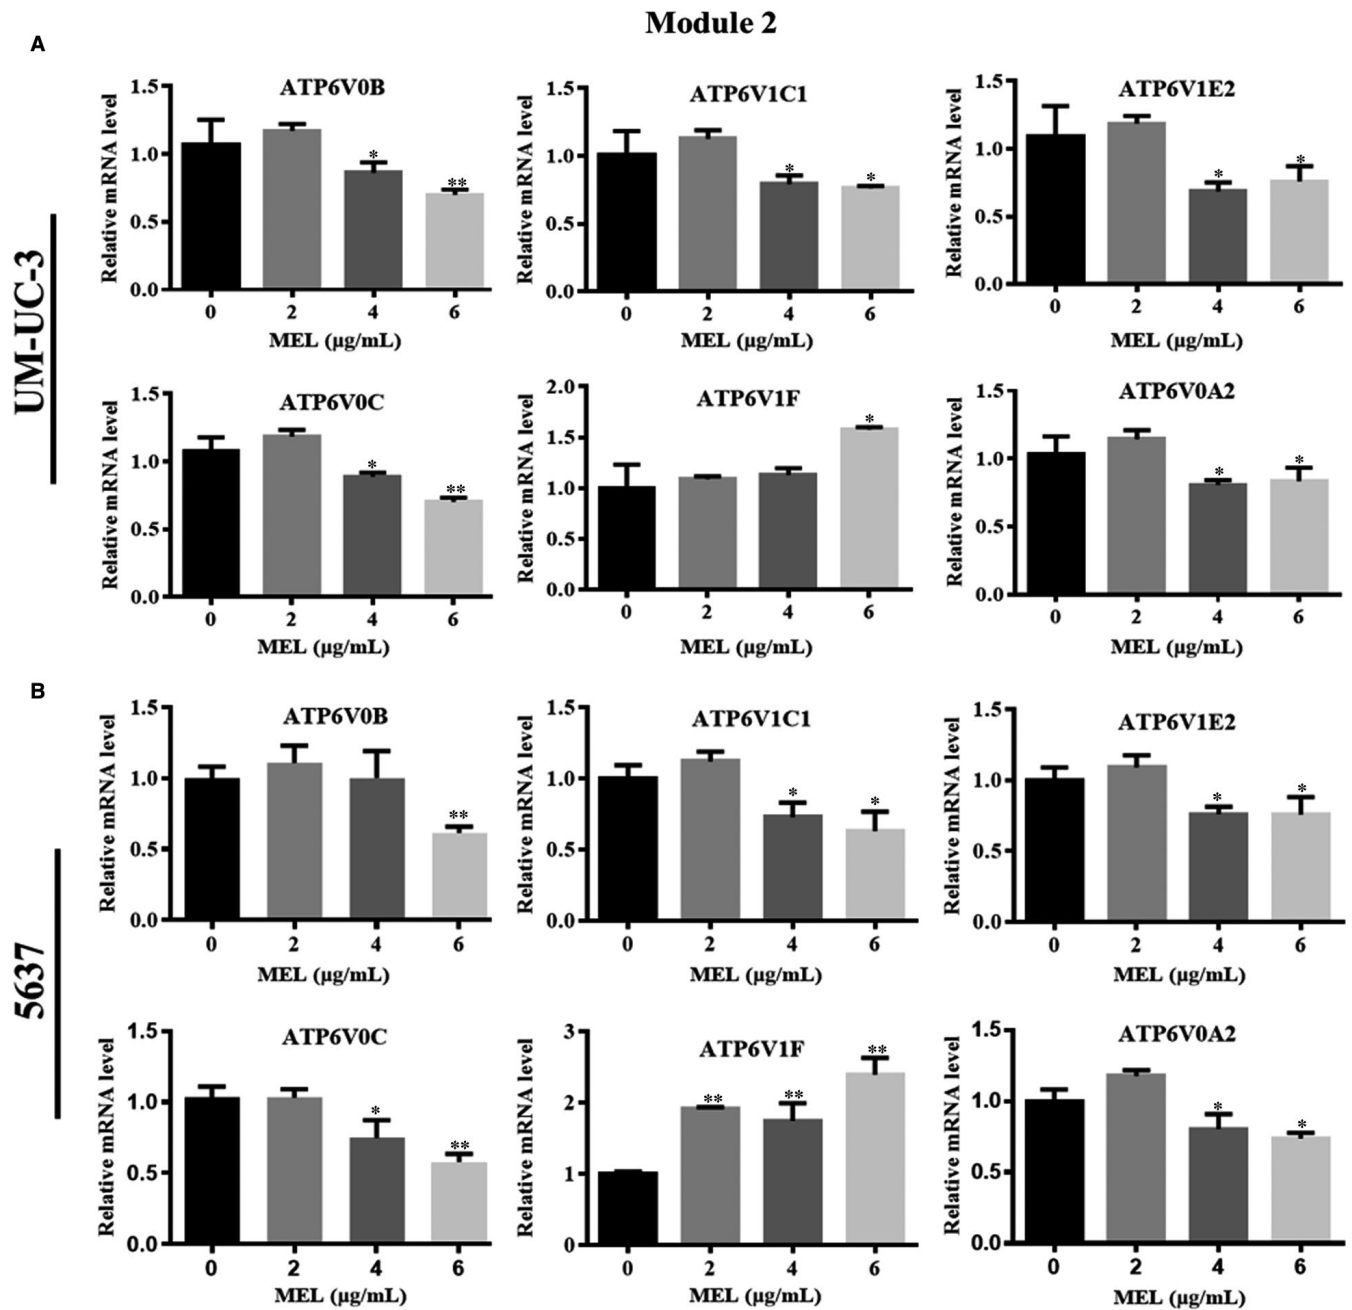 Module 2
A
UM-UC-3
ATP6V0B
Relative mRNA level
1.5
1.0
0.5
0.0
*
**
0 2 4 6
MEL (µg/mL)
ATP6V1C1
Relative mRNA level
1.5
1.0
0.5
0.0
*
*
0 2 4 6
MEL (µg/mL)
ATP6V1E2
Relative mRNA level
1.5
1.0
0.5
0.0
*
*
0 2 4 6
MEL (µg/mL)
ATP6V0C
Relative mRNA level
1.5
1.0
0.5
0.0
*
**
0 2 4 6
MEL (µg/mL)
ATP6V1F
Relative mRNA level
2.0
1.5
1.0
0.5
0.0
*
0 2 4 6
MEL (µg/mL)
ATP6V0A2
Relative mRNA level
1.5
1.0
0.5
0.0
*
*
0 2 4 6
MEL (µg/mL)
B
5637
ATP6V0B
Relative mRNA level
1.5
1.0
0.5
0.0
**
0 2 4 6
MEL (µg/mL)
ATP6V1C1
Relative mRNA level
1.5
1.0
0.5
0.0
*
*
0 2 4 6
MEL (µg/mL)
ATP6V1E2
Relative mRNA level
1.5
1.0
0.5
0.0
*
*
0 2 4 6
MEL (µg/mL)
ATP6V0C
Relative mRNA level
1.5
1.0
0.5
0.0
*
**
0 2 4 6
MEL (µg/mL)
ATP6V1F
Relative mRNA level
3
2
1
0
**
**
**
0 2 4 6
MEL (µg/mL)
ATP6V0A2
Relative mRNA level
1.5
1.0
0.5
0.0
*
*
0 2 4 6
MEL (µg/mL)